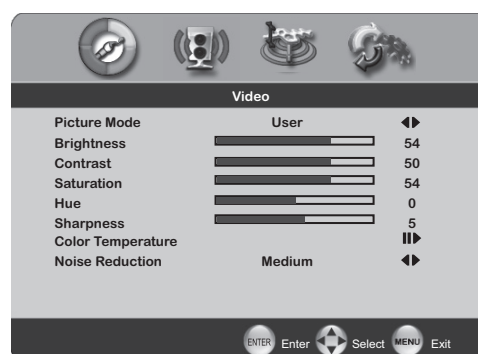 Video
Picture Mode User
Brightness 54
Contrast 50
Saturation 54
Hue 0
Sharpness 5
Color Temperature
Noise Reduction Medium
ENTER Enter Select MENU Exit